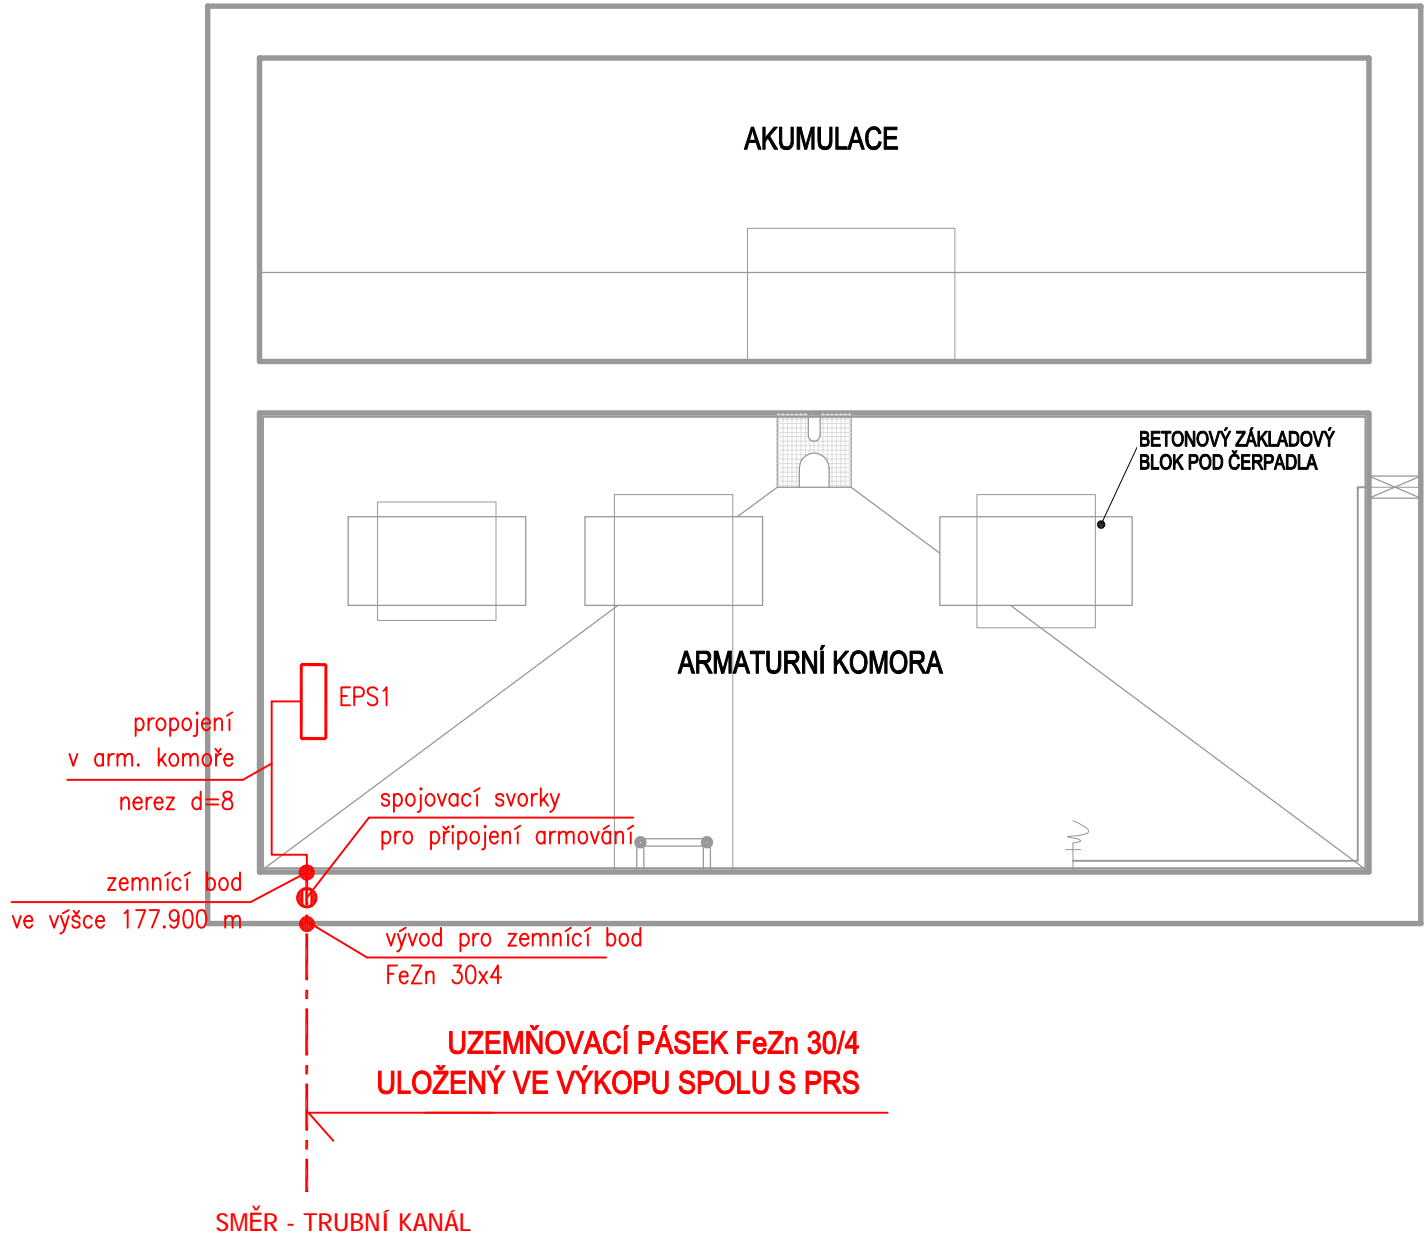 AKUMULACE
BETONOVÝ ZÁKLADOVÝ
BLOK POD ČERPADLA
ARMATURNÍ KOMORA
EPS1
propojení
v arm. komoře
nerez d=8
spojovací svorky
pro připojení armování
zemnící bod
ve výšce 177.900 m
vývod pro zemnící bod
FeZn 30x4
UZEMŇOVACÍ PÁSEK FeZn 30/4
ULOŽENÝ VE VÝKOPU SPOLU S PRS
SMĚR - TRUBNÍ KANÁL